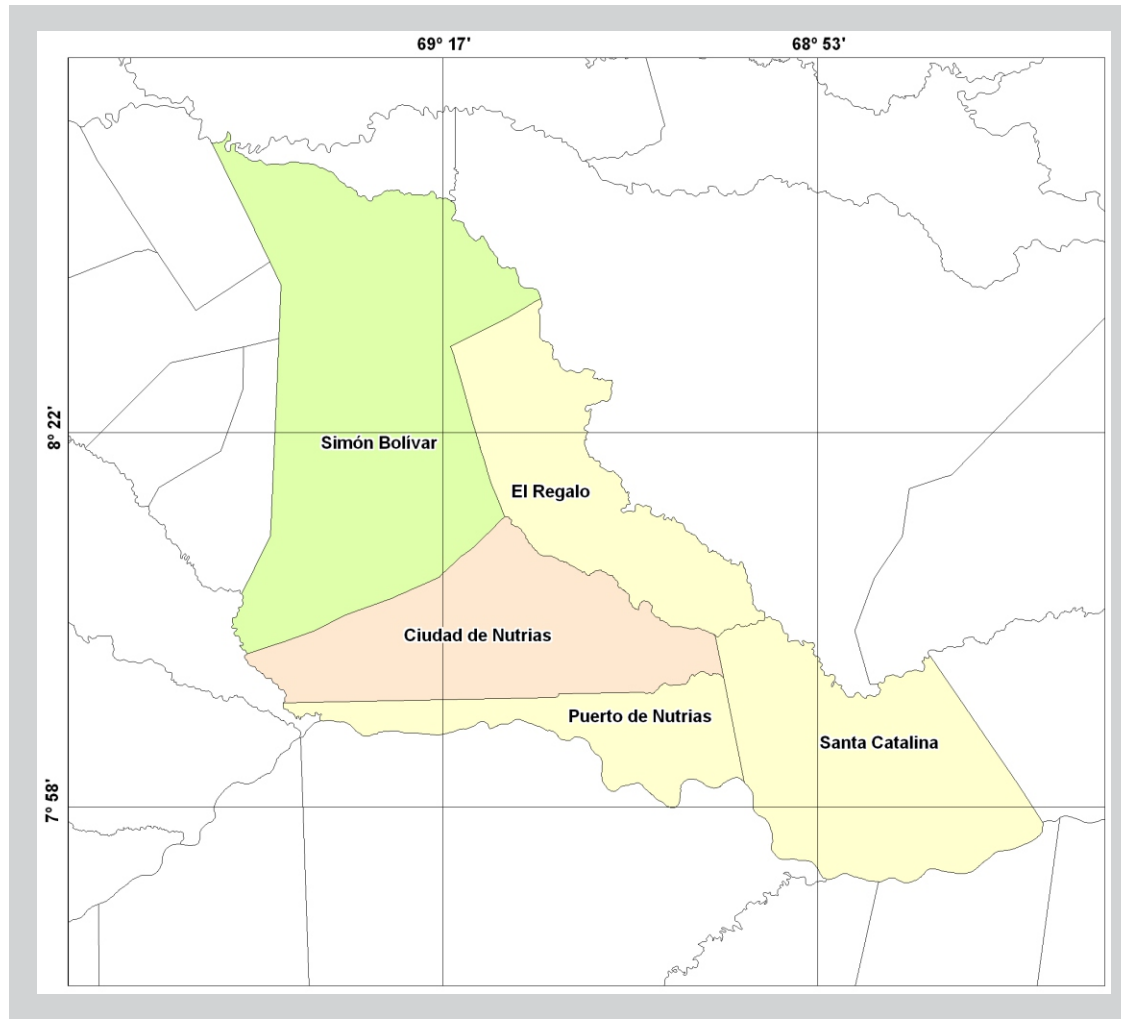 69° 17'
68° 53'
8° 22'
Simón Bolívar
El Regalo
Ciudad de Nutrias
Puerto de Nutrias
Santa Catalina
7° 58'